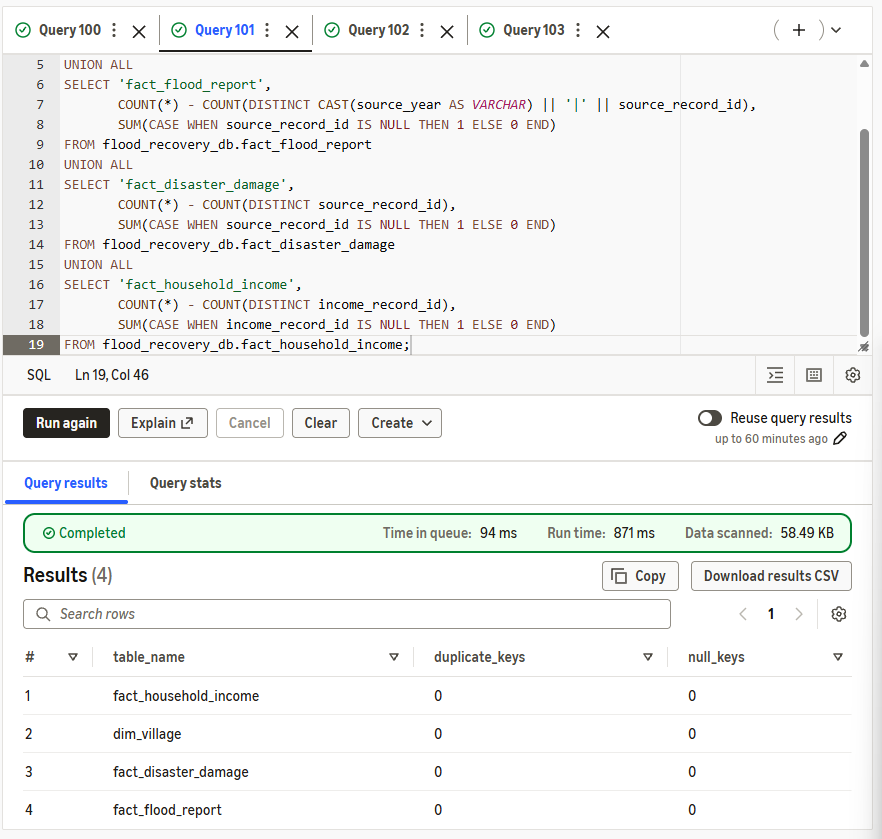 Query 100 Query 101 Query 102 Query 103
5 UNION ALL
6 SELECT 'fact_flood_report',
7 COUNT(*) - COUNT(DISTINCT CAST(source_year AS VARCHAR) || '|' || source_record_id),
8 SUM(CASE WHEN source_record_id IS NULL THEN 1 ELSE 0 END)
9 FROM flood_recovery_db.fact_flood_report
10 UNION ALL
11 SELECT 'fact_disaster_damage',
12 COUNT(*) - COUNT(DISTINCT source_record_id),
13 SUM(CASE WHEN source_record_id IS NULL THEN 1 ELSE 0 END)
14 FROM flood_recovery_db.fact_disaster_damage
15 UNION ALL
16 SELECT 'fact_household_income',
17 COUNT(*) - COUNT(DISTINCT income_record_id),
18 SUM(CASE WHEN income_record_id IS NULL THEN 1 ELSE 0 END)
19 FROM flood_recovery_db.fact_household_income;
SQL Ln 19, Col 46
Run again Explain Cancel Clear Create Reuse query results
up to 60 minutes ago
Query results Query stats
Completed Time in queue: 94 ms Run time: 871 ms Data scanned: 58.49 KB
Results (4) Copy Download results CSV
Search rows 1
# table_name duplicate_keys null_keys
1 fact_household_income 0 0
2 dim_village 0 0
3 fact_disaster_damage 0 0
4 fact_flood_report 0 0